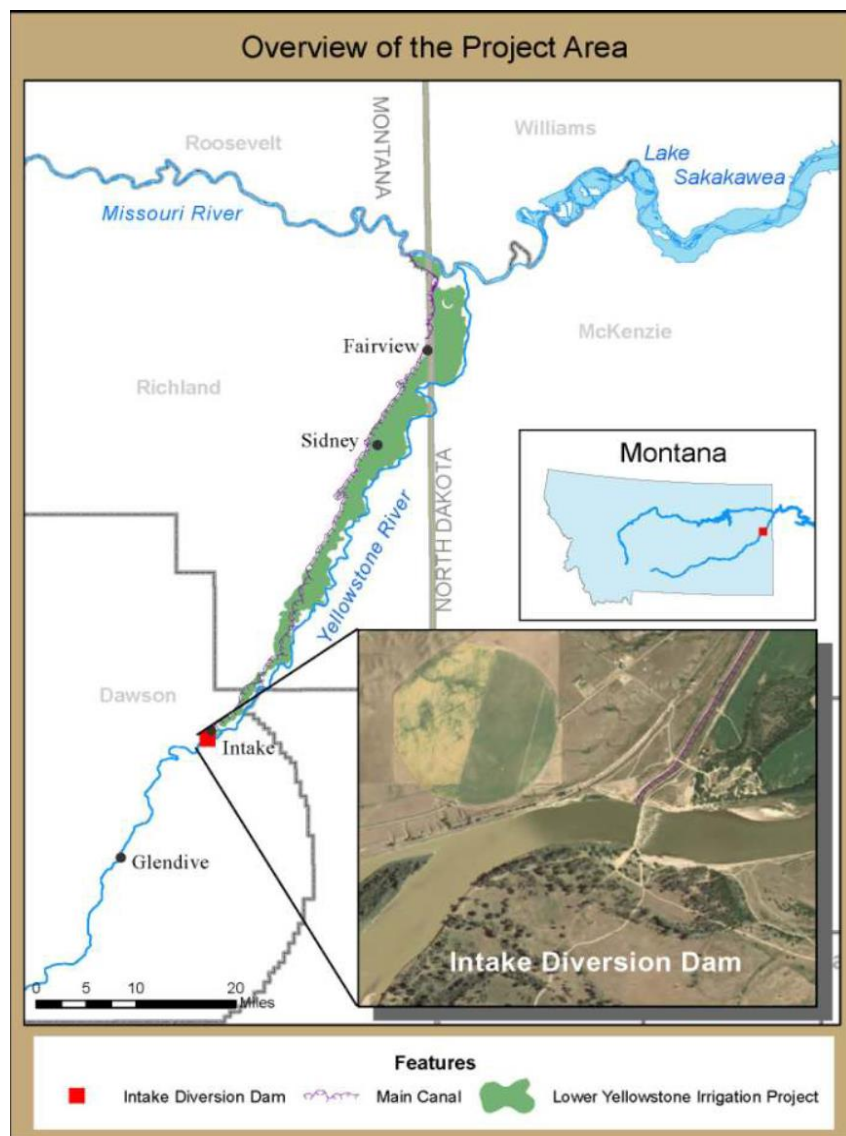 Overview of the Project Area
MONTANA
Roosevelt
Williams
Lake
Sakakawea
Missouri River
McKenzie
Fairview
Richland
Sidney
NORTH DAKOTA
Montana
Yellowstone River
Dawson
Intake
Glendive
Intake Diversion Dam
0 5 10 20
Miles
Features
Intake Diversion Dam Main Canal Lower Yellowstone Irrigation Project